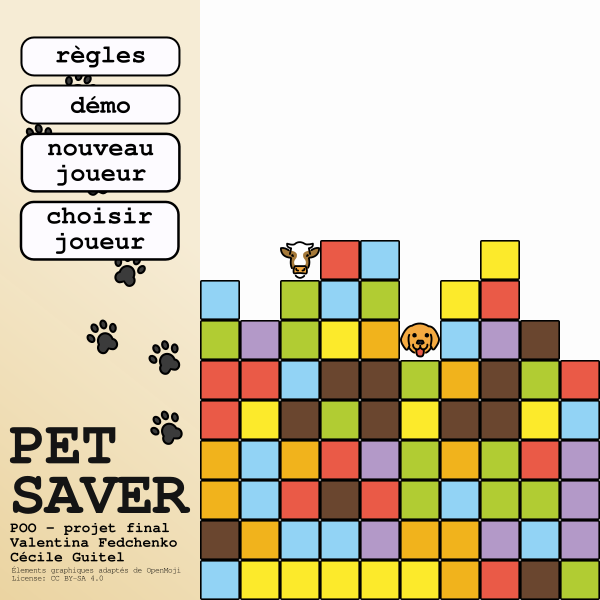 règles
démo
nouveau
joueur
choisir
joueur
PET
SAVER
POO - projet final
Valentina Fedchenko
Cécile Guitel
Éléments graphiques adaptés de OpenMoji
License: CC BY-SA 4.0